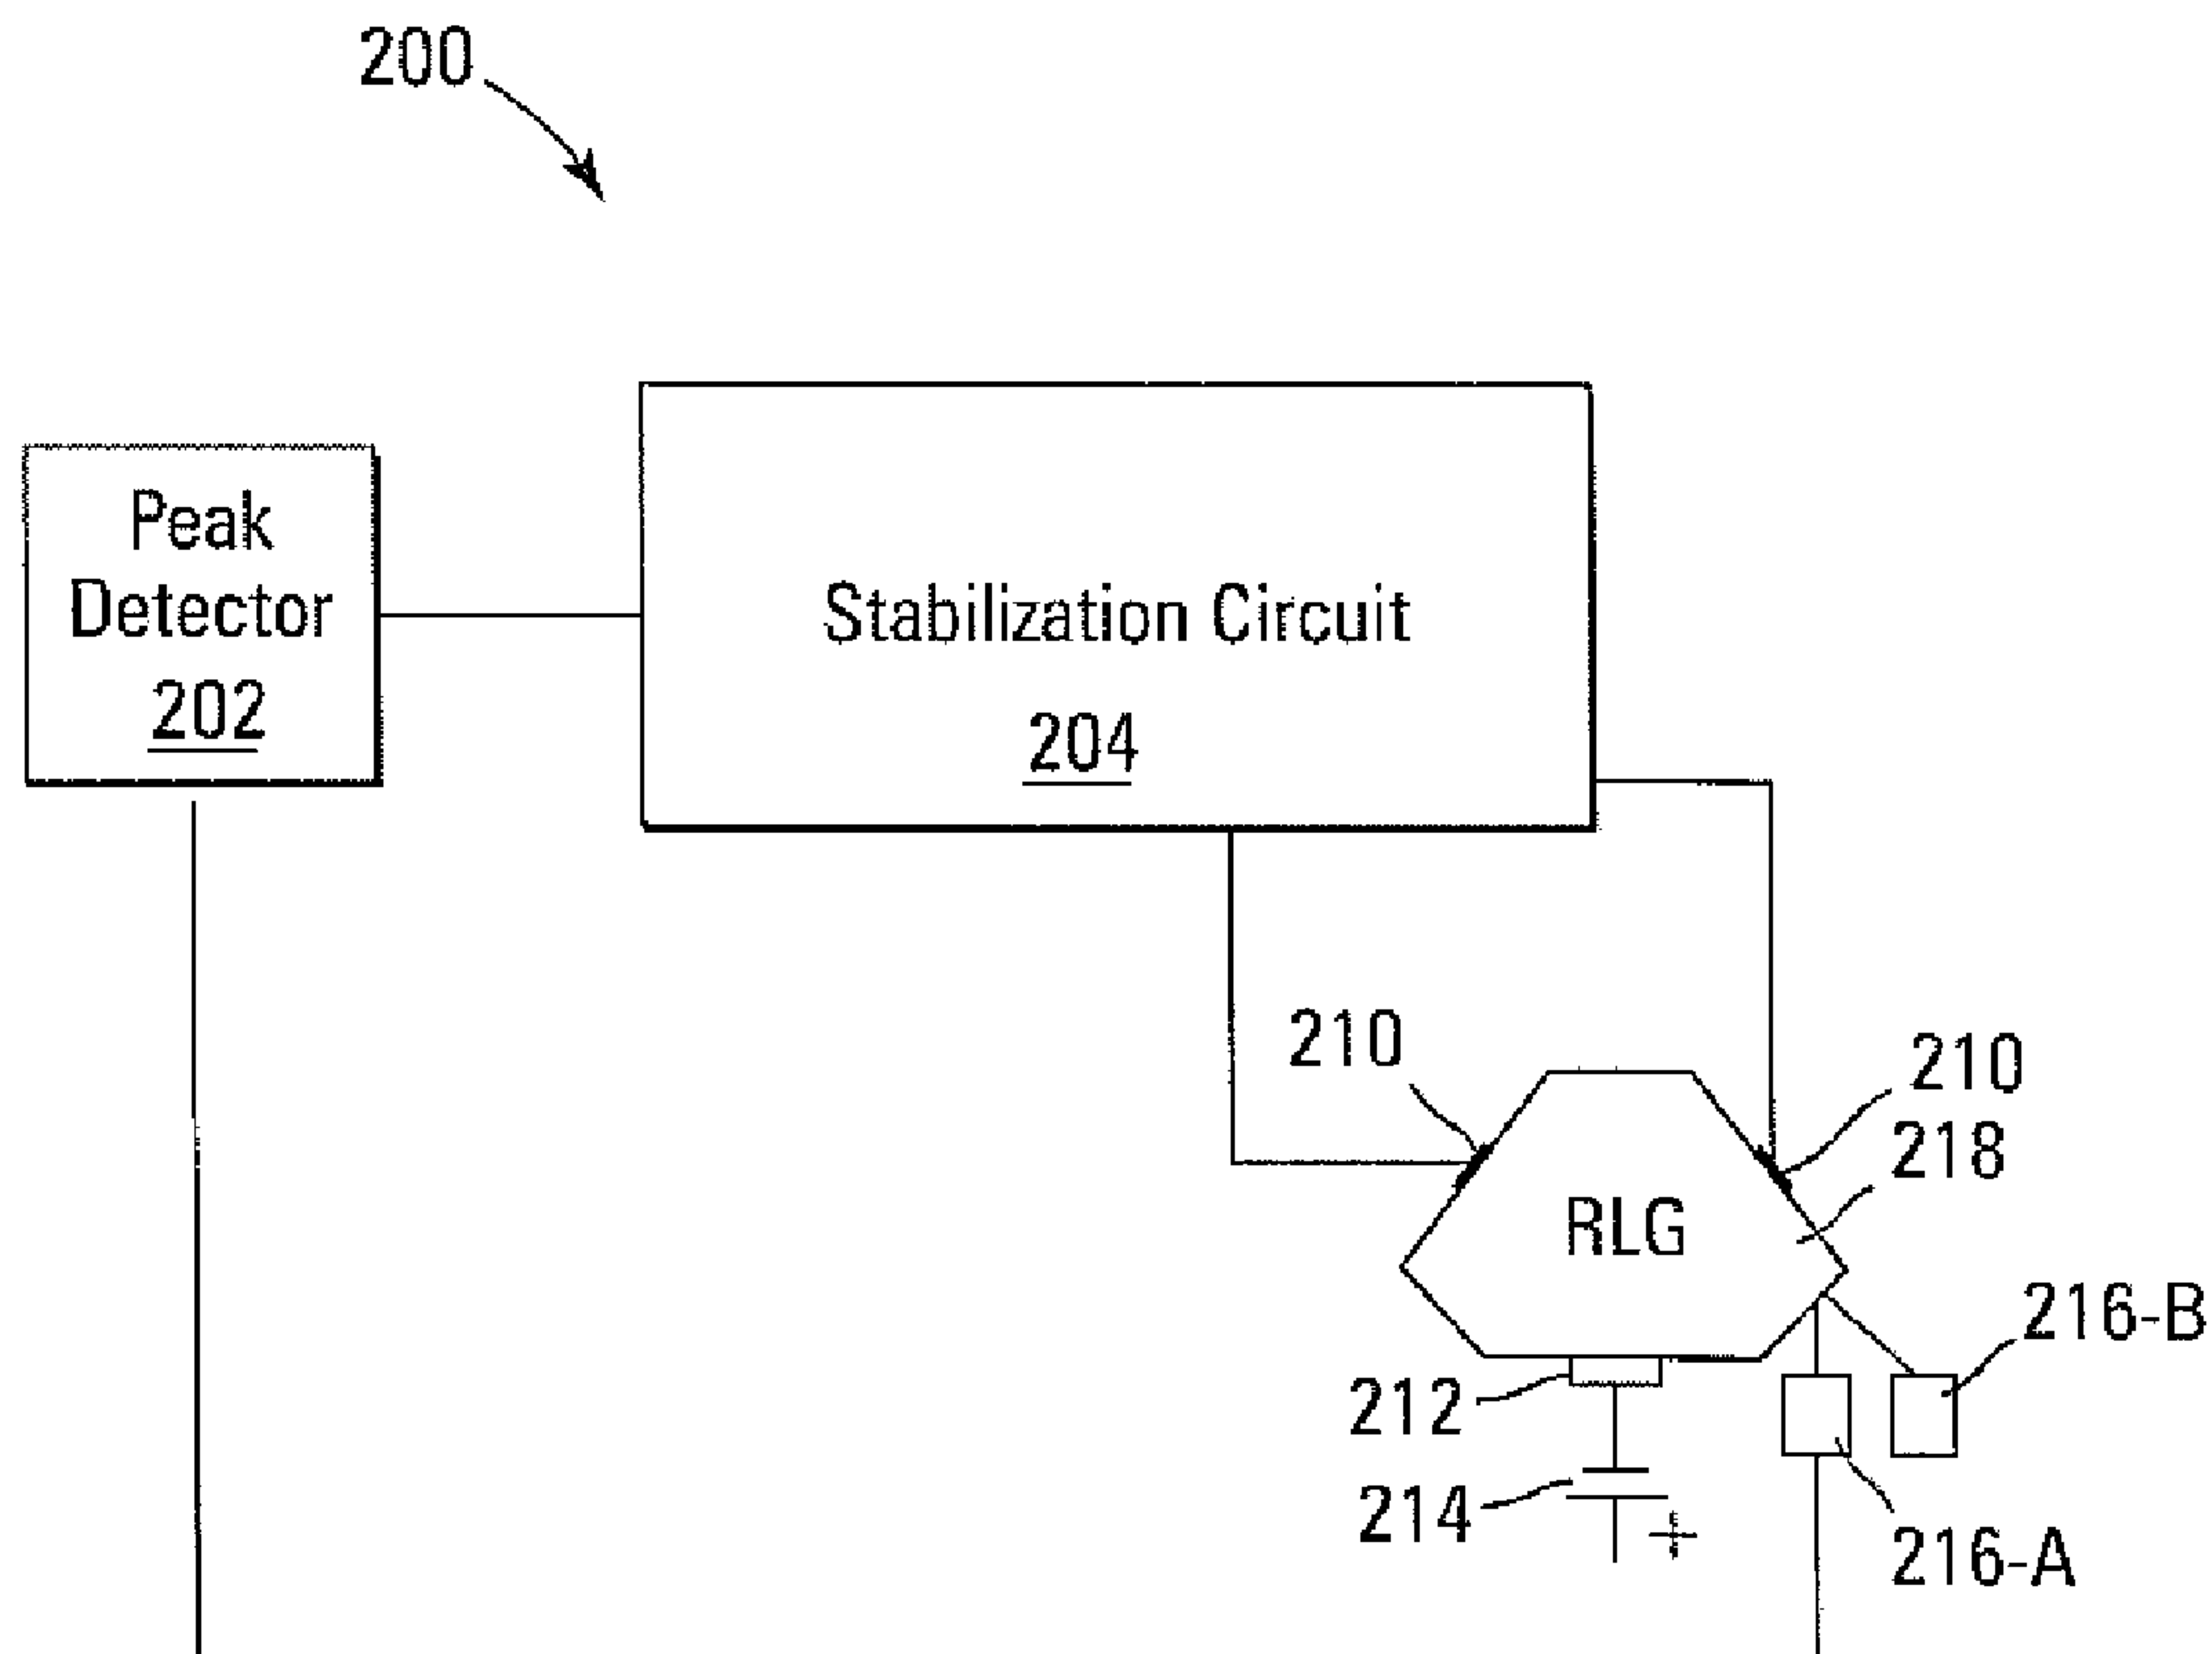 200
Peak
Detector
202
Stabilization Circuit
204
210
210
218
RLG
216-B
212
214
+
216-A